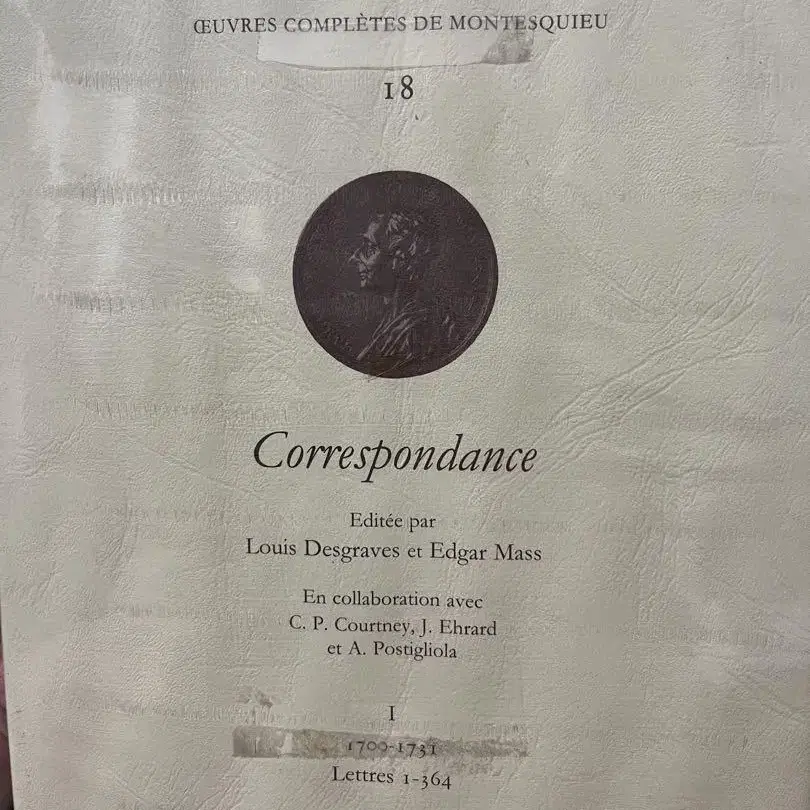 ŒUVRES COMPLÈTES DE MONTESQUIEU
18
Correspondance
Editée par
Louis Desgraves et Edgar Mass
En collaboration avec
C. P. Courtney, J. Ehrard
et A. Postigliola
I
1700-1731
Lettres 1-364